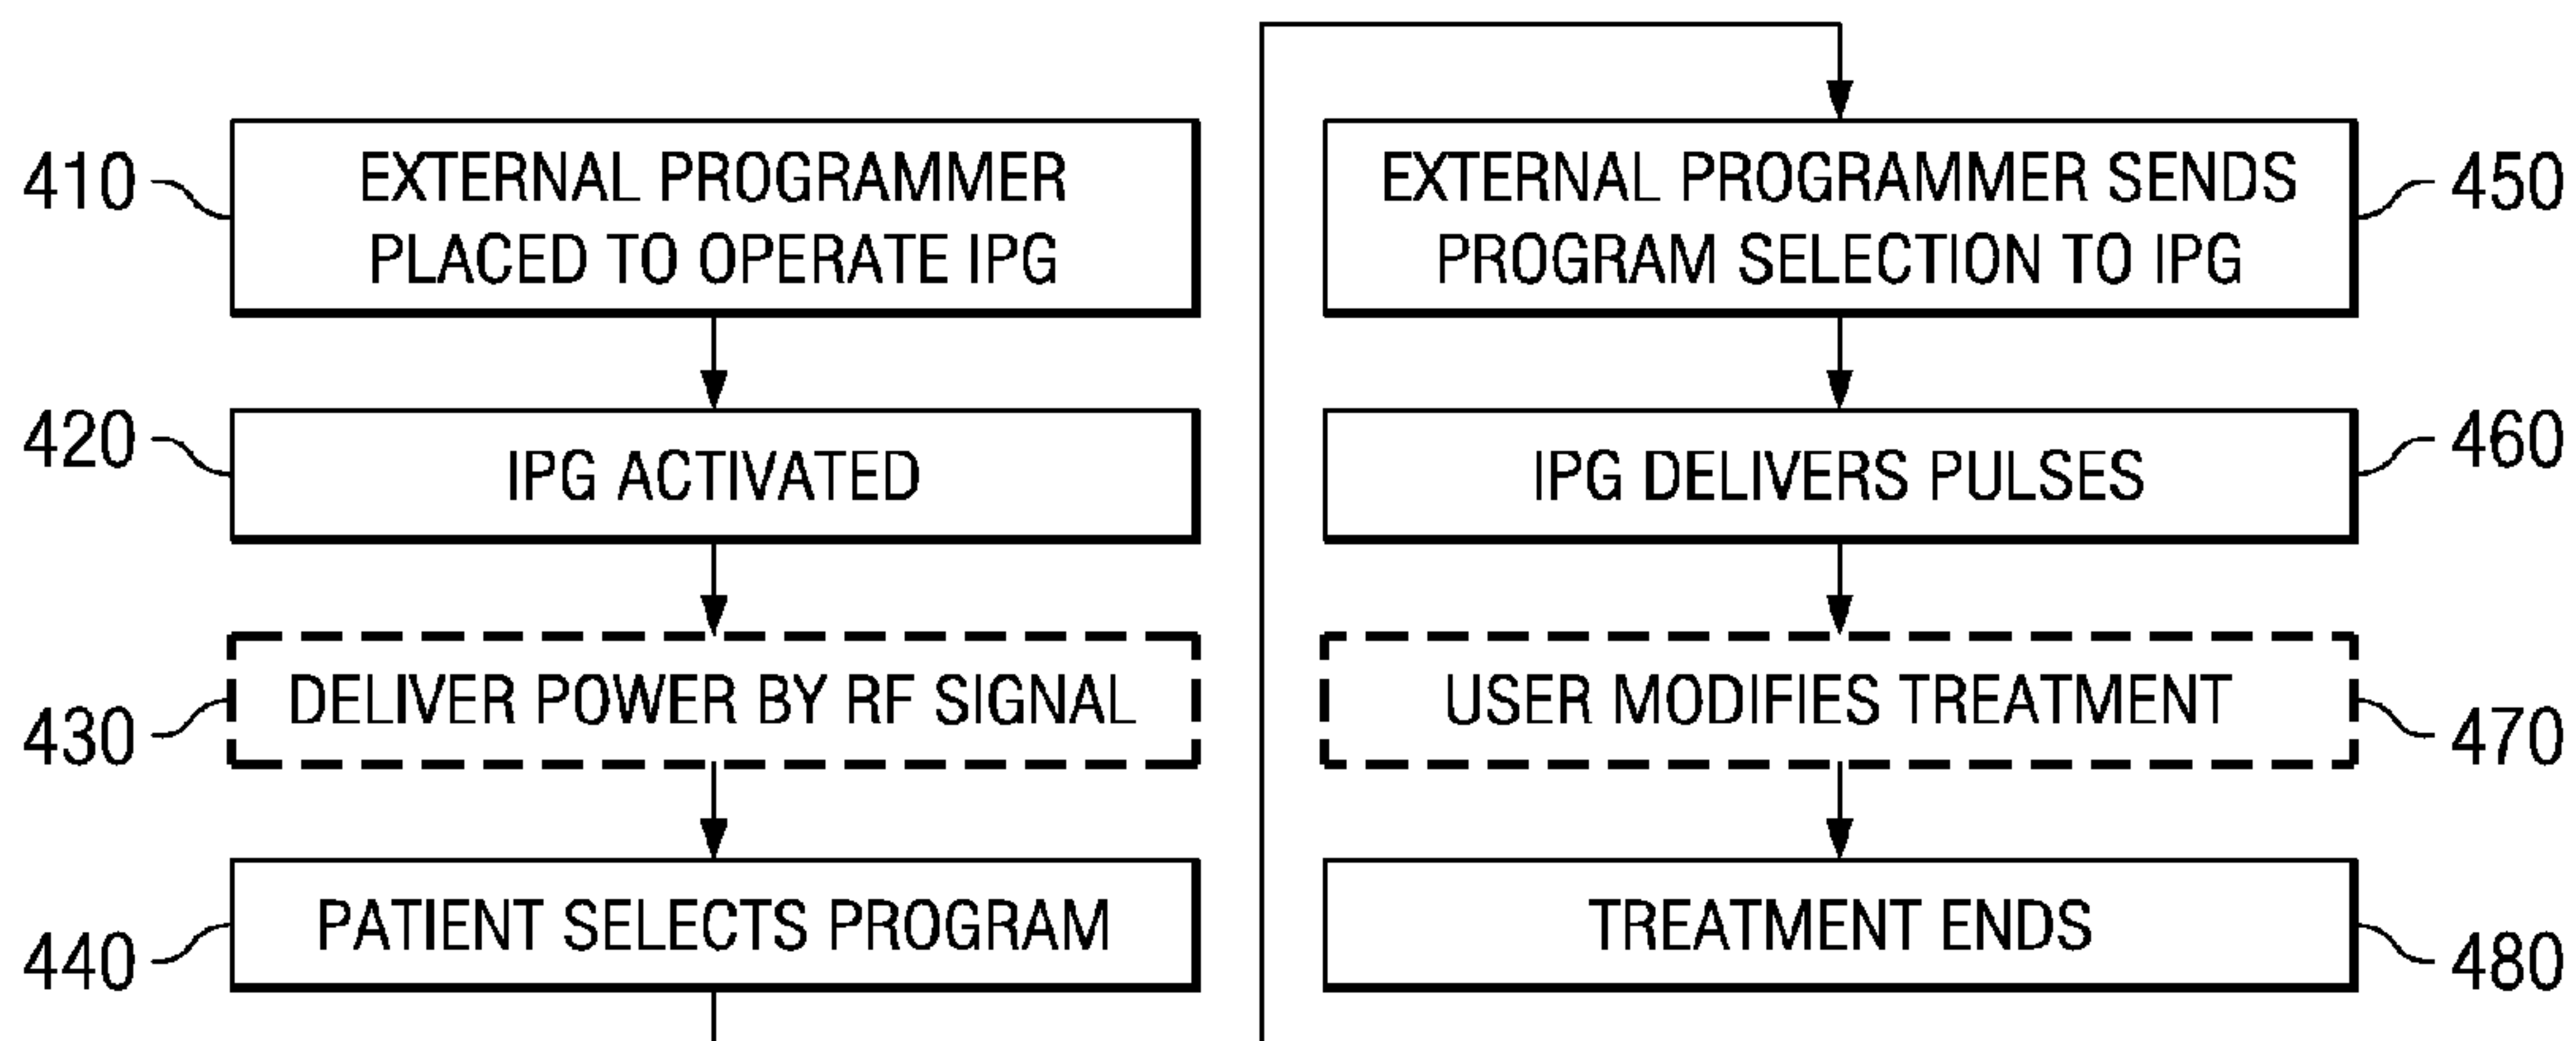 410
EXTERNAL PROGRAMMER
PLACED TO OPERATE IPG
420
IPG ACTIVATED
430
DELIVER POWER BY RF SIGNAL
440
PATIENT SELECTS PROGRAM
450
EXTERNAL PROGRAMMER SENDS
PROGRAM SELECTION TO IPG
460
IPG DELIVERS PULSES
470
USER MODIFIES TREATMENT
480
TREATMENT ENDS